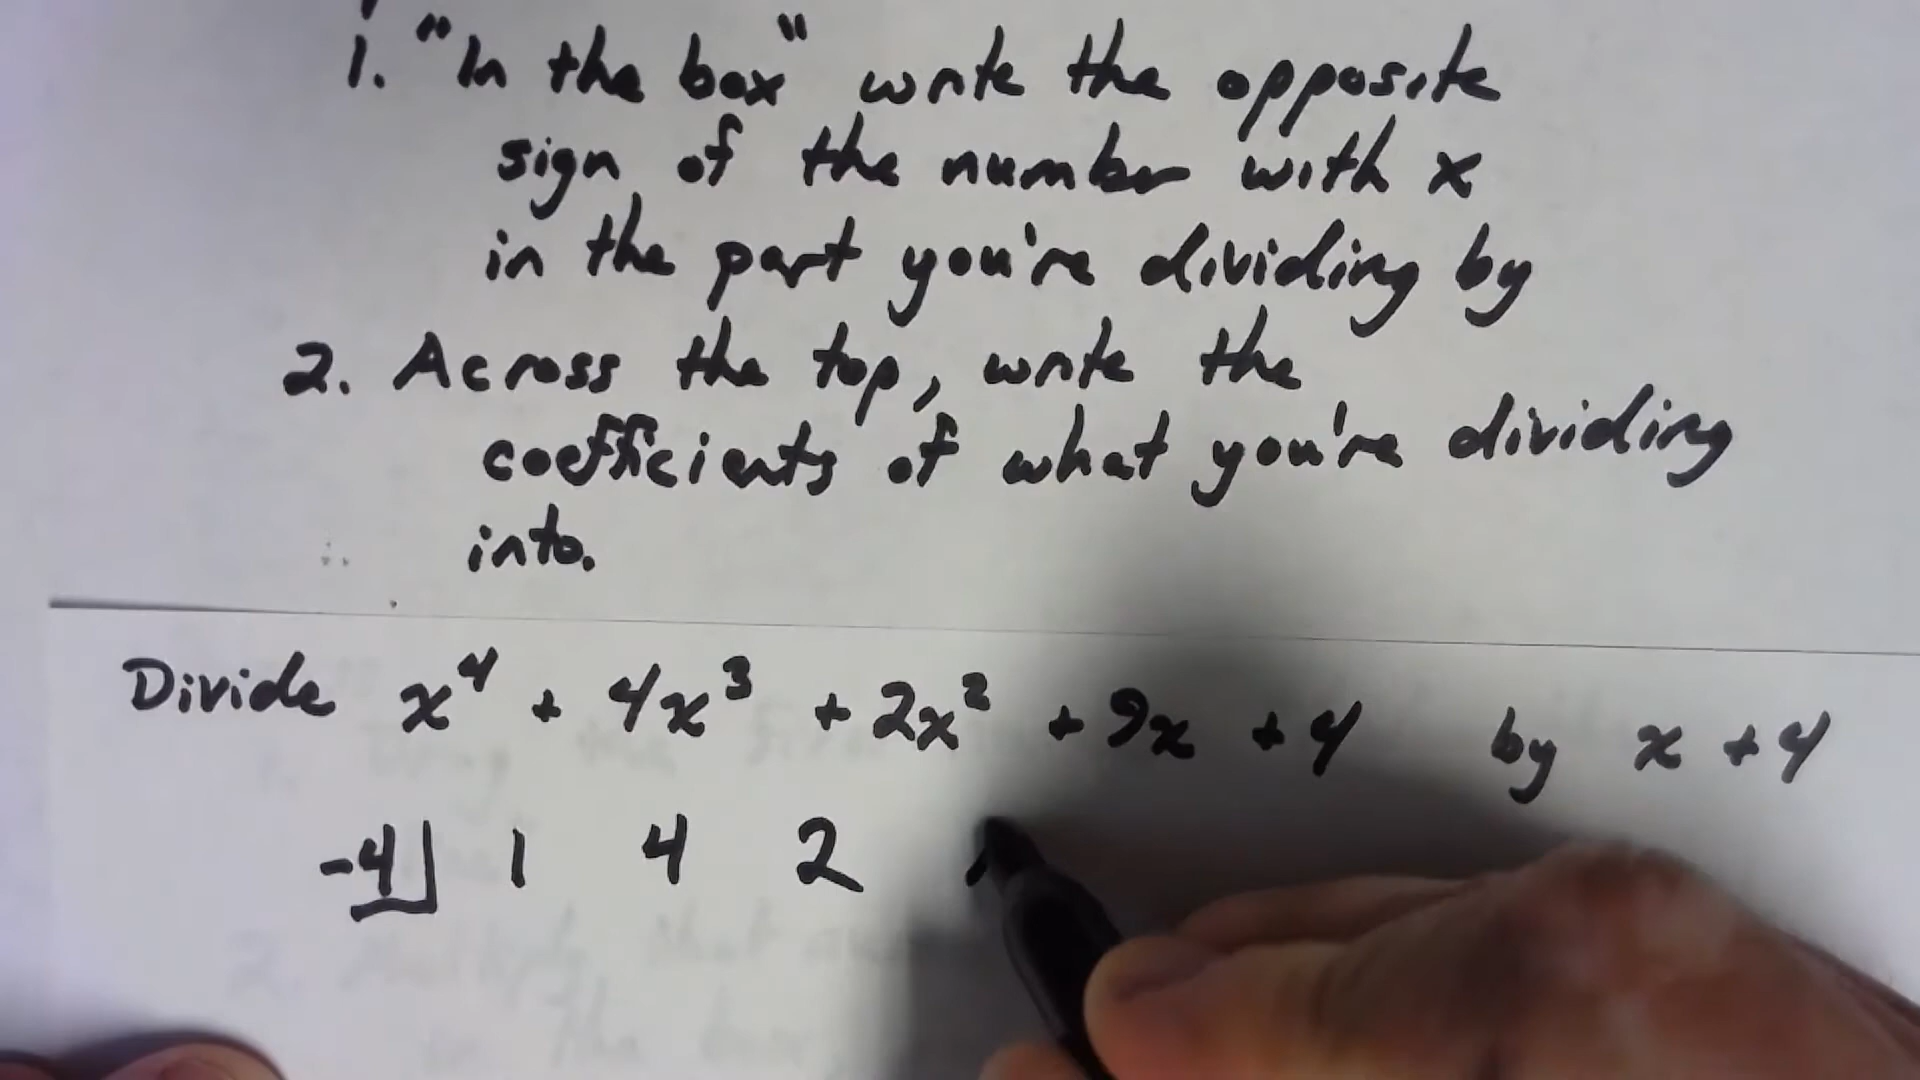 1. "In the box" write the opposite
sign of the number with x
in the part you're dividing by
2. Across the top, write the
coefficients of what you're dividing
into.
Divide x⁴ + 4x³ + 2x² + 9x + 4 by x + 4
-4 1 4 2